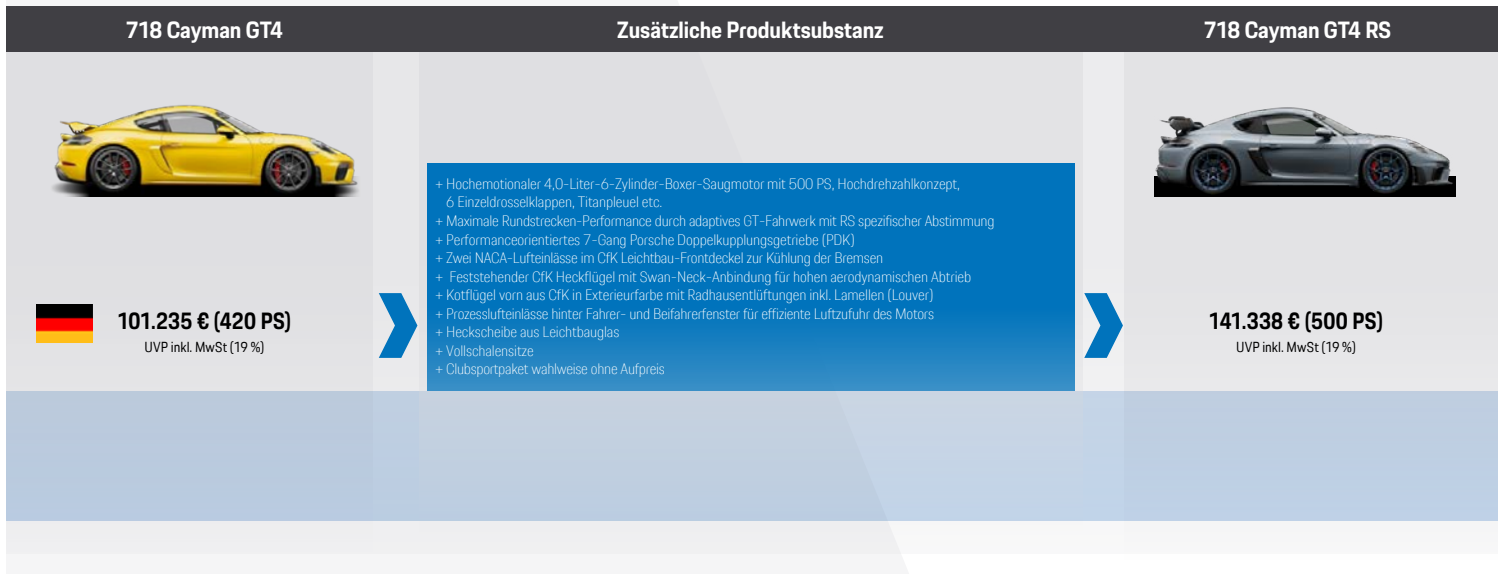 718 Cayman GT4
Zusätzliche Produktsubstanz
718 Cayman GT4 RS
+ Hochemotionaler 4,0-Liter-6-Zylinder-Boxer-Saugmotor mit 500 PS, Hochdrehzahlkonzept,
6 Einzeldrosselklappen, Titanpleuel etc.
+ Maximale Rundstrecken-Performance durch adaptives GT-Fahrwerk mit RS spezifischer Abstimmung
+ Performanceorientiertes 7-Gang Porsche Doppelkupplungsgetriebe (PDK)
+ Zwei NACA-Lufteinlässe im CfK Leichtbau-Frontdeckel zur Kühlung der Bremsen
+ Feststehender CfK Heckflügel mit Swan-Neck-Anbindung für hohen aerodynamischen Abtrieb
+ Kotflügel vorn aus CfK in Exterieurfarbe mit Radhausentlüftungen inkl. Lamellen (Louver)
+ Prozesslufteinlässe hinter Fahrer- und Beifahrerfenster für effiziente Luftzufuhr des Motors
+ Heckscheibe aus Leichtbauglas
+ Vollschalensitze
+ Clubsportpaket wahlweise ohne Aufpreis
101.235 € (420 PS)
UVP inkl. MwSt (19 %)
141.338 € (500 PS)
UVP inkl. MwSt (19 %)